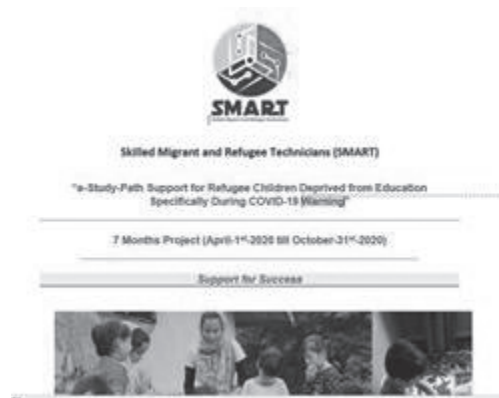 SMART
Skilled Migrant and Refugee Technicians (SMART)
"e-Study-Path Support for Refugee Children Deprived from Education
Specifically During COVID-19 Warning"
7 Months Project (April-1st-2020 till October-31st-2020)
Support for Success